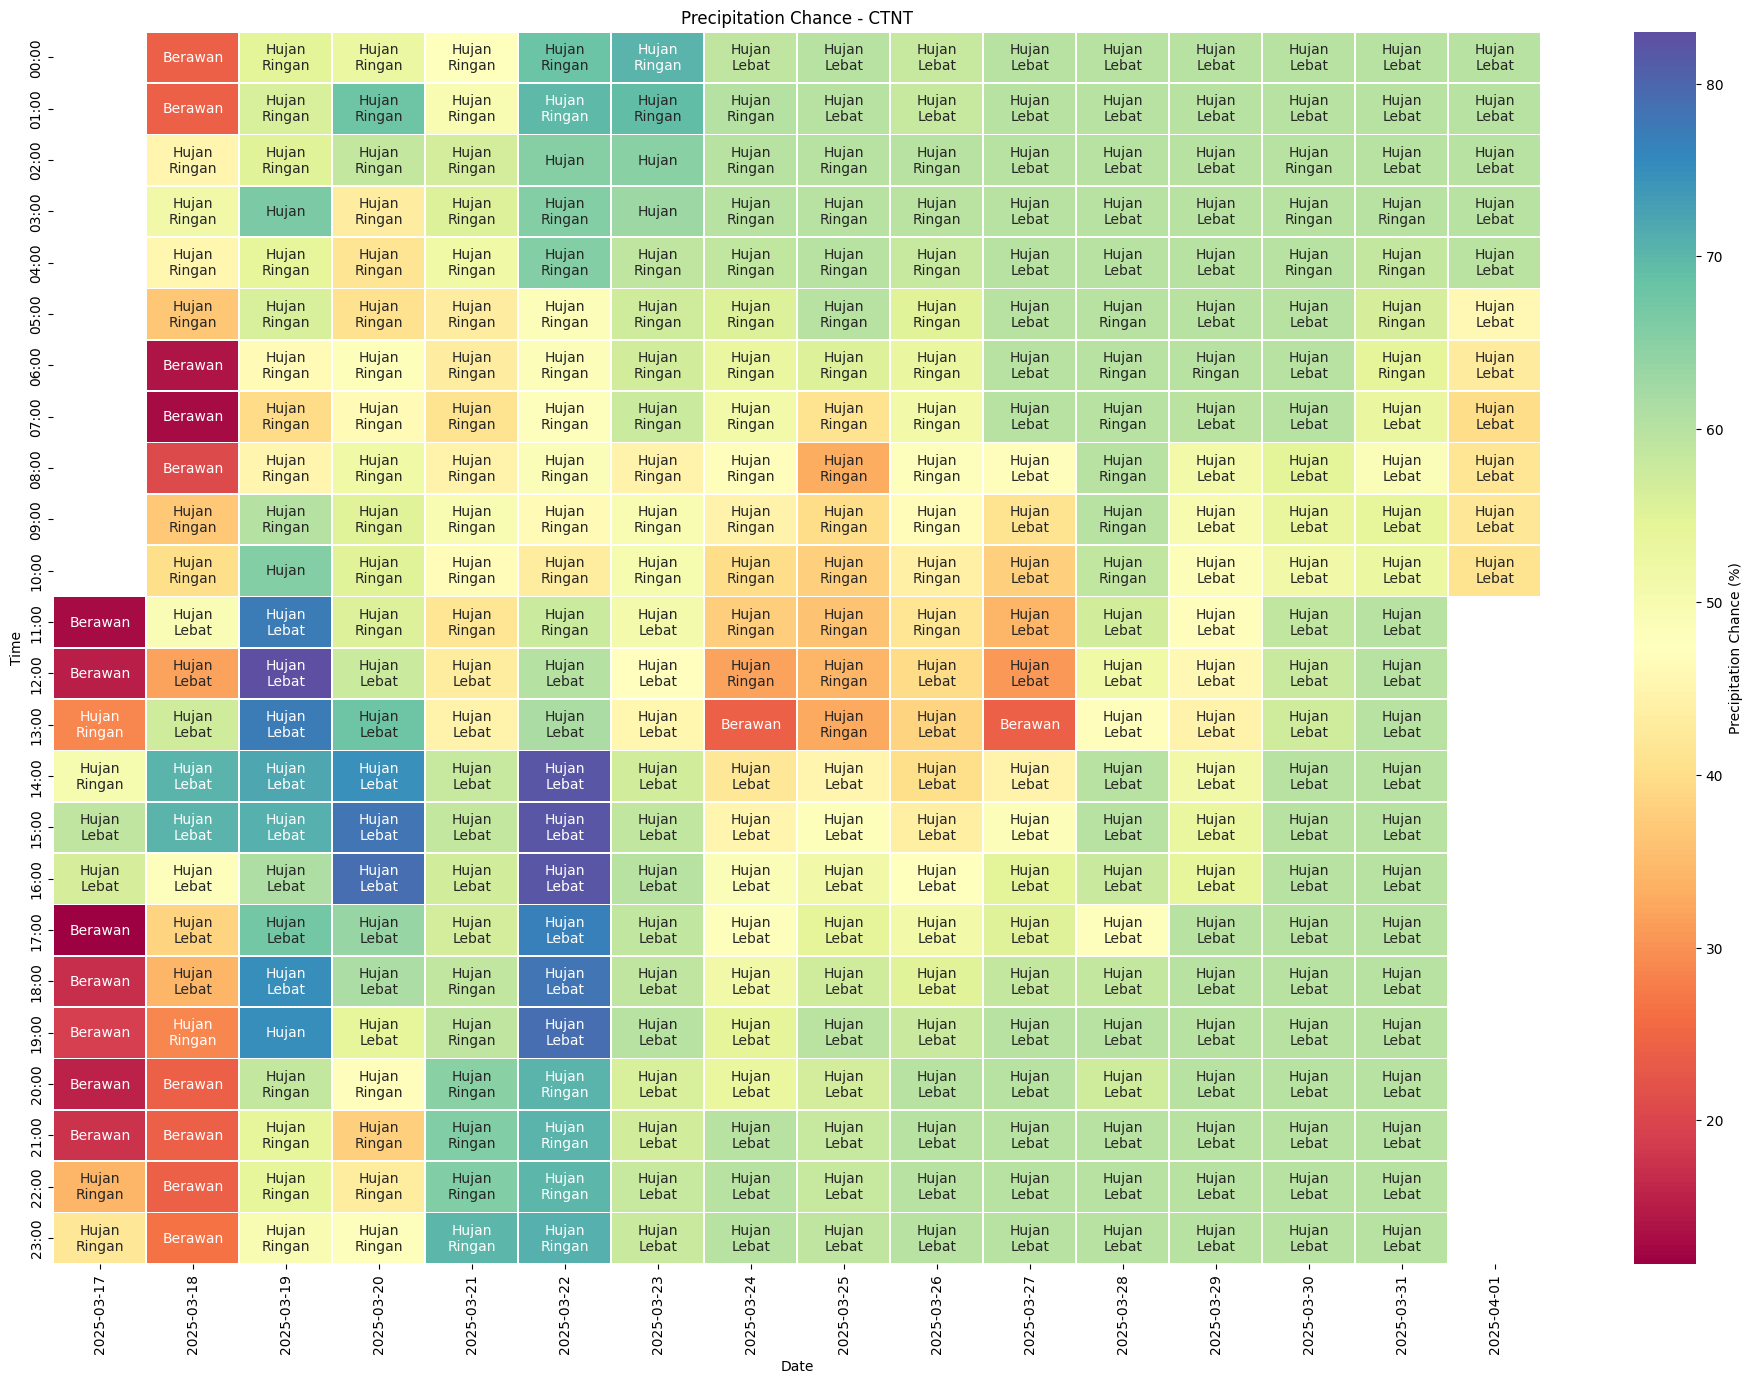 Precipitation Chance - CTNT
Time
00:00 Berawan Hujan Ringan Hujan Ringan Hujan Ringan Hujan Ringan Hujan Ringan Hujan Lebat Hujan Lebat Hujan Lebat Hujan Lebat Hujan Lebat Hujan Lebat Hujan Lebat Hujan Lebat Hujan Lebat
01:00 Berawan Hujan Ringan Hujan Ringan Hujan Ringan Hujan Ringan Hujan Ringan Hujan Ringan Hujan Lebat Hujan Ringan Hujan Lebat Hujan Lebat Hujan Lebat Hujan Lebat Hujan Lebat Hujan Lebat
02:00 Hujan Ringan Hujan Ringan Hujan Ringan Hujan Ringan Hujan Hujan Hujan Ringan Hujan Ringan Hujan Ringan Hujan Lebat Hujan Lebat Hujan Lebat Hujan Ringan Hujan Lebat Hujan Lebat
03:00 Hujan Ringan Hujan Hujan Ringan Hujan Ringan Hujan Ringan Hujan Hujan Ringan Hujan Ringan Hujan Ringan Hujan Lebat Hujan Lebat Hujan Lebat Hujan Ringan Hujan Ringan Hujan Lebat
04:00 Hujan Ringan Hujan Ringan Hujan Ringan Hujan Ringan Hujan Ringan Hujan Ringan Hujan Ringan Hujan Ringan Hujan Ringan Hujan Lebat Hujan Lebat Hujan Lebat Hujan Ringan Hujan Ringan Hujan Lebat
05:00 Hujan Ringan Hujan Ringan Hujan Ringan Hujan Ringan Hujan Ringan Hujan Ringan Hujan Ringan Hujan Ringan Hujan Ringan Hujan Lebat Hujan Ringan Hujan Lebat Hujan Lebat Hujan Ringan Hujan Lebat
06:00 Berawan Hujan Ringan Hujan Ringan Hujan Ringan Hujan Ringan Hujan Ringan Hujan Ringan Hujan Ringan Hujan Ringan Hujan Lebat Hujan Ringan Hujan Ringan Hujan Lebat Hujan Ringan Hujan Lebat
07:00 Berawan Hujan Ringan Hujan Ringan Hujan Ringan Hujan Ringan Hujan Ringan Hujan Ringan Hujan Ringan Hujan Ringan Hujan Lebat Hujan Ringan Hujan Lebat Hujan Lebat Hujan Lebat Hujan Lebat
08:00 Berawan Hujan Ringan Hujan Ringan Hujan Ringan Hujan Ringan Hujan Ringan Hujan Ringan Hujan Ringan Hujan Ringan Hujan Lebat Hujan Ringan Hujan Lebat Hujan Lebat Hujan Lebat Hujan Lebat
09:00 Hujan Ringan Hujan Ringan Hujan Ringan Hujan Ringan Hujan Ringan Hujan Ringan Hujan Ringan Hujan Ringan Hujan Ringan Hujan Lebat Hujan Ringan Hujan Lebat Hujan Lebat Hujan Lebat Hujan Lebat
10:00 Hujan Ringan Hujan Hujan Ringan Hujan Ringan Hujan Ringan Hujan Ringan Hujan Ringan Hujan Ringan Hujan Ringan Hujan Lebat Hujan Ringan Hujan Lebat Hujan Lebat Hujan Lebat Hujan Lebat
11:00 Berawan Hujan Lebat Hujan Lebat Hujan Ringan Hujan Ringan Hujan Ringan Hujan Lebat Hujan Ringan Hujan Ringan Hujan Ringan Hujan Lebat Hujan Lebat Hujan Lebat Hujan Lebat Hujan Lebat
12:00 Berawan Hujan Lebat Hujan Lebat Hujan Lebat Hujan Lebat Hujan Lebat Hujan Lebat Hujan Ringan Hujan Ringan Hujan Lebat Hujan Lebat Hujan Lebat Hujan Lebat Hujan Lebat Hujan Lebat
13:00 Hujan Ringan Hujan Lebat Hujan Lebat Hujan Lebat Hujan Lebat Hujan Lebat Hujan Lebat Berawan Hujan Ringan Hujan Lebat Berawan Hujan Lebat Hujan Lebat Hujan Lebat Hujan Lebat
14:00 Hujan Ringan Hujan Lebat Hujan Lebat Hujan Lebat Hujan Lebat Hujan Lebat Hujan Lebat Hujan Lebat Hujan Lebat Hujan Lebat Hujan Lebat Hujan Lebat Hujan Lebat Hujan Lebat Hujan Lebat
15:00 Hujan Lebat Hujan Lebat Hujan Lebat Hujan Lebat Hujan Lebat Hujan Lebat Hujan Lebat Hujan Lebat Hujan Lebat Hujan Lebat Hujan Lebat Hujan Lebat Hujan Lebat Hujan Lebat Hujan Lebat
16:00 Hujan Lebat Hujan Lebat Hujan Lebat Hujan Lebat Hujan Lebat Hujan Lebat Hujan Lebat Hujan Lebat Hujan Lebat Hujan Lebat Hujan Lebat Hujan Lebat Hujan Lebat Hujan Lebat Hujan Lebat
17:00 Berawan Hujan Lebat Hujan Lebat Hujan Lebat Hujan Lebat Hujan Lebat Hujan Lebat Hujan Lebat Hujan Lebat Hujan Lebat Hujan Lebat Hujan Lebat Hujan Lebat Hujan Lebat Hujan Lebat
18:00 Berawan Hujan Lebat Hujan Lebat Hujan Lebat Hujan Ringan Hujan Lebat Hujan Lebat Hujan Lebat Hujan Lebat Hujan Lebat Hujan Lebat Hujan Lebat Hujan Lebat Hujan Lebat Hujan Lebat
19:00 Berawan Hujan Ringan Hujan Hujan Lebat Hujan Ringan Hujan Lebat Hujan Lebat Hujan Lebat Hujan Lebat Hujan Lebat Hujan Lebat Hujan Lebat Hujan Lebat Hujan Lebat Hujan Lebat
20:00 Berawan Berawan Hujan Ringan Hujan Ringan Hujan Ringan Hujan Ringan Hujan Lebat Hujan Lebat Hujan Lebat Hujan Lebat Hujan Lebat Hujan Lebat Hujan Lebat Hujan Lebat Hujan Lebat
21:00 Berawan Berawan Hujan Ringan Hujan Ringan Hujan Ringan Hujan Ringan Hujan Lebat Hujan Lebat Hujan Lebat Hujan Lebat Hujan Lebat Hujan Lebat Hujan Lebat Hujan Lebat Hujan Lebat
22:00 Hujan Ringan Berawan Hujan Ringan Hujan Ringan Hujan Ringan Hujan Ringan Hujan Lebat Hujan Lebat Hujan Lebat Hujan Lebat Hujan Lebat Hujan Lebat Hujan Lebat Hujan Lebat Hujan Lebat
23:00 Hujan Ringan Berawan Hujan Ringan Hujan Ringan Hujan Ringan Hujan Ringan Hujan Lebat Hujan Lebat Hujan Lebat Hujan Lebat Hujan Lebat Hujan Lebat Hujan Lebat Hujan Lebat Hujan Lebat
2025-03-17 2025-03-18 2025-03-19 2025-03-20 2025-03-21 2025-03-22 2025-03-23 2025-03-24 2025-03-25 2025-03-26 2025-03-27 2025-03-28 2025-03-29 2025-03-30 2025-03-31 2025-04-01
Date
80
70
60
50
40
30
20
Precipitation Chance (%)